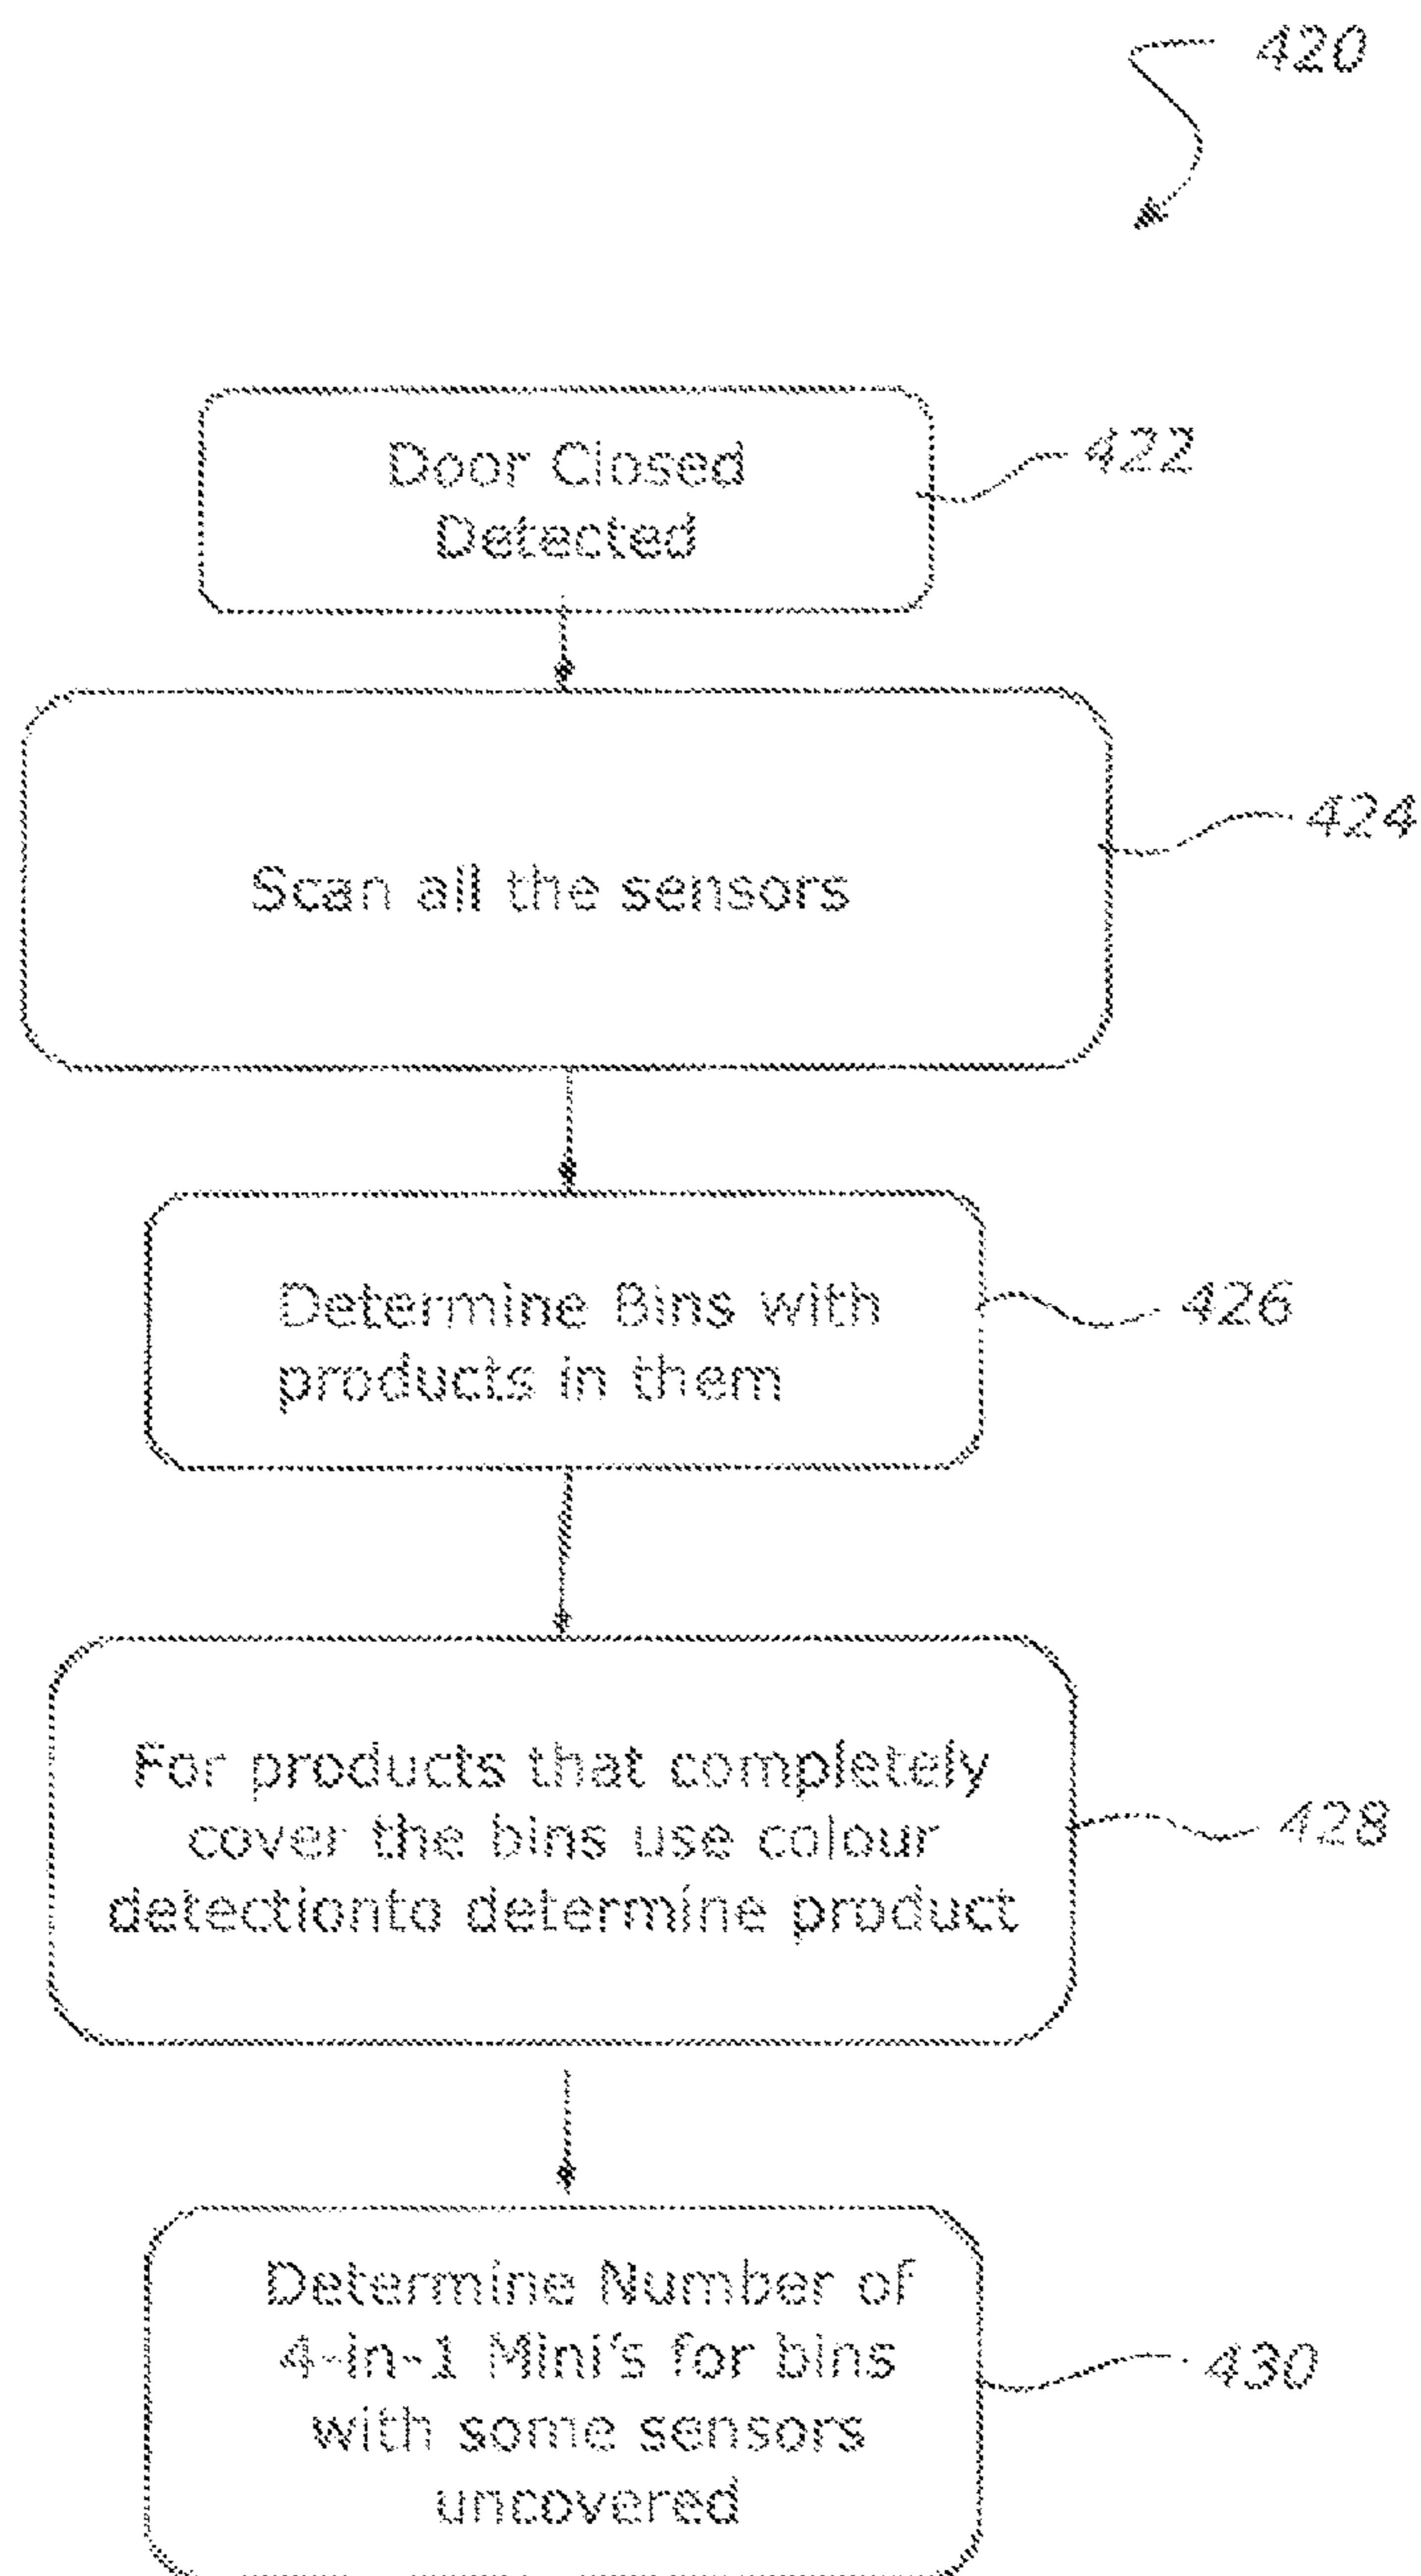 420
Door Closed
Detected
422
Scan all the sensors
424
Determine Bins with
products in them
426
For products that completely
cover the bins use colour
detectionto determine product
428
Determine Number of
4-in-1 Mini's for bins
with some sensors
uncovered
430